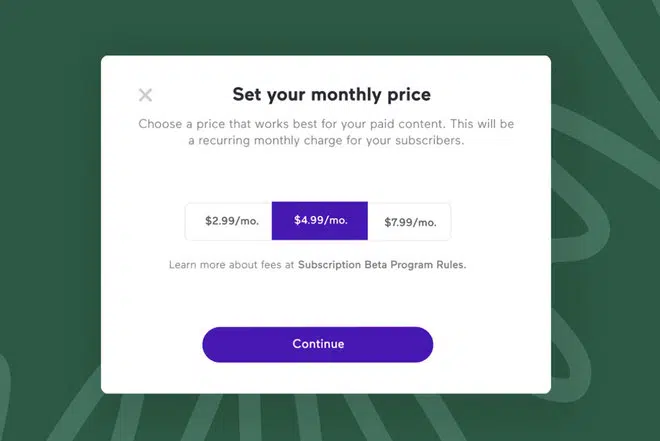 Set your monthly price
Choose a price that works best for your paid content. This will be
a recurring monthly charge for your subscribers.
$2.99/mo. $4.99/mo. $7.99/mo.
Learn more about fees at Subscription Beta Program Rules.
Continue